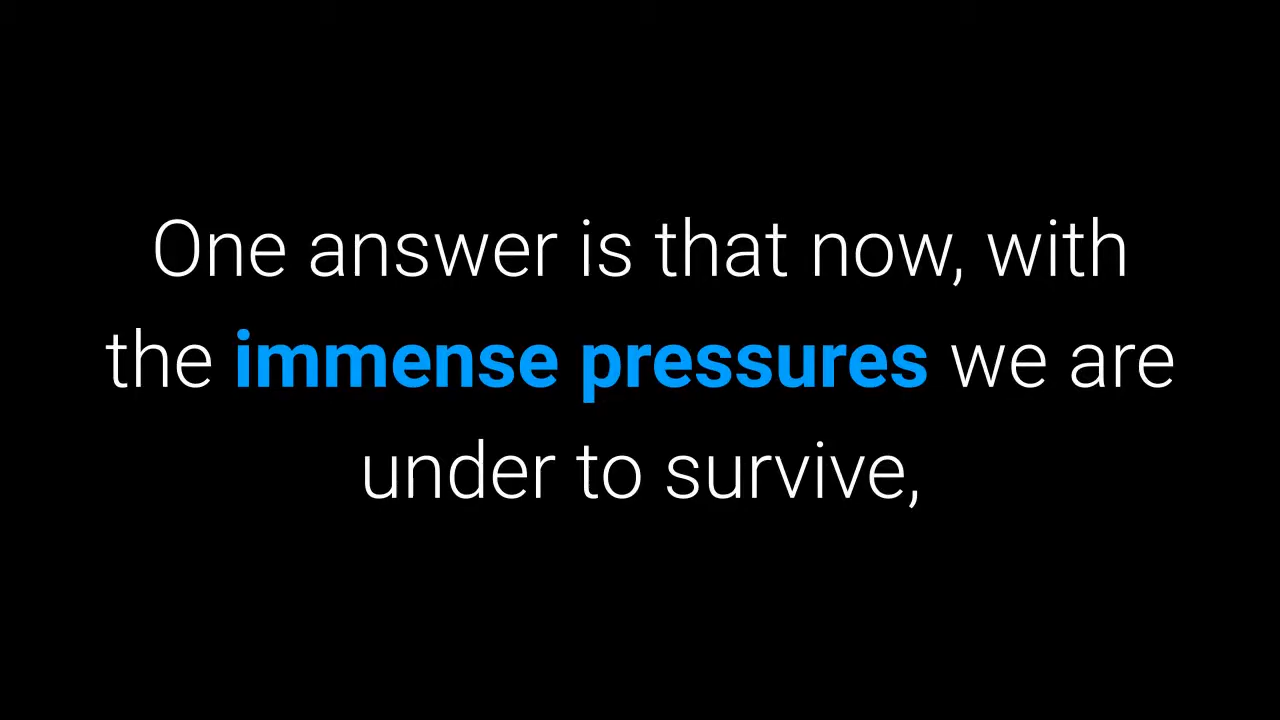 One answer is that now, with
the immense pressures we are
under to survive,